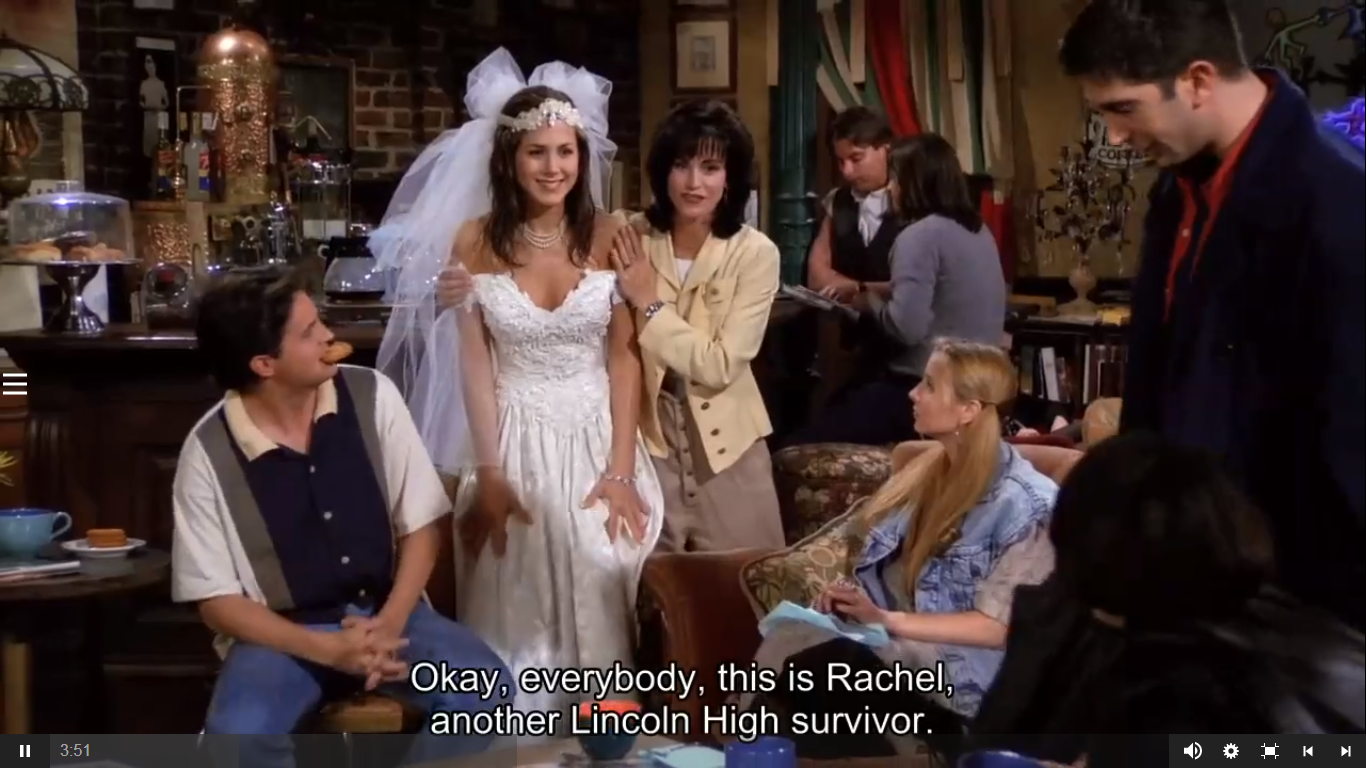 Okay, everybody, this is Rachel,
another Lincoln High survivor.
3:51